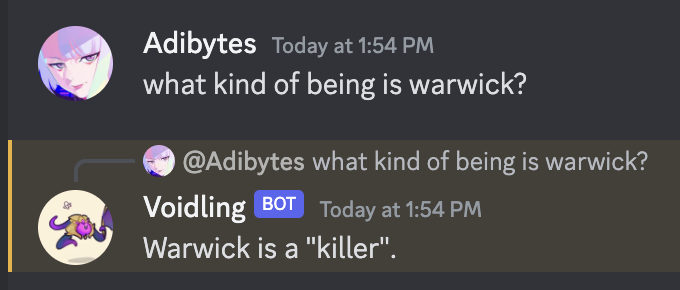 Adibytes Today at 1:54 PM
what kind of being is warwick?
@Adibytes what kind of being is warwick?
Voidling BOT Today at 1:54 PM
Warwick is a "killer".